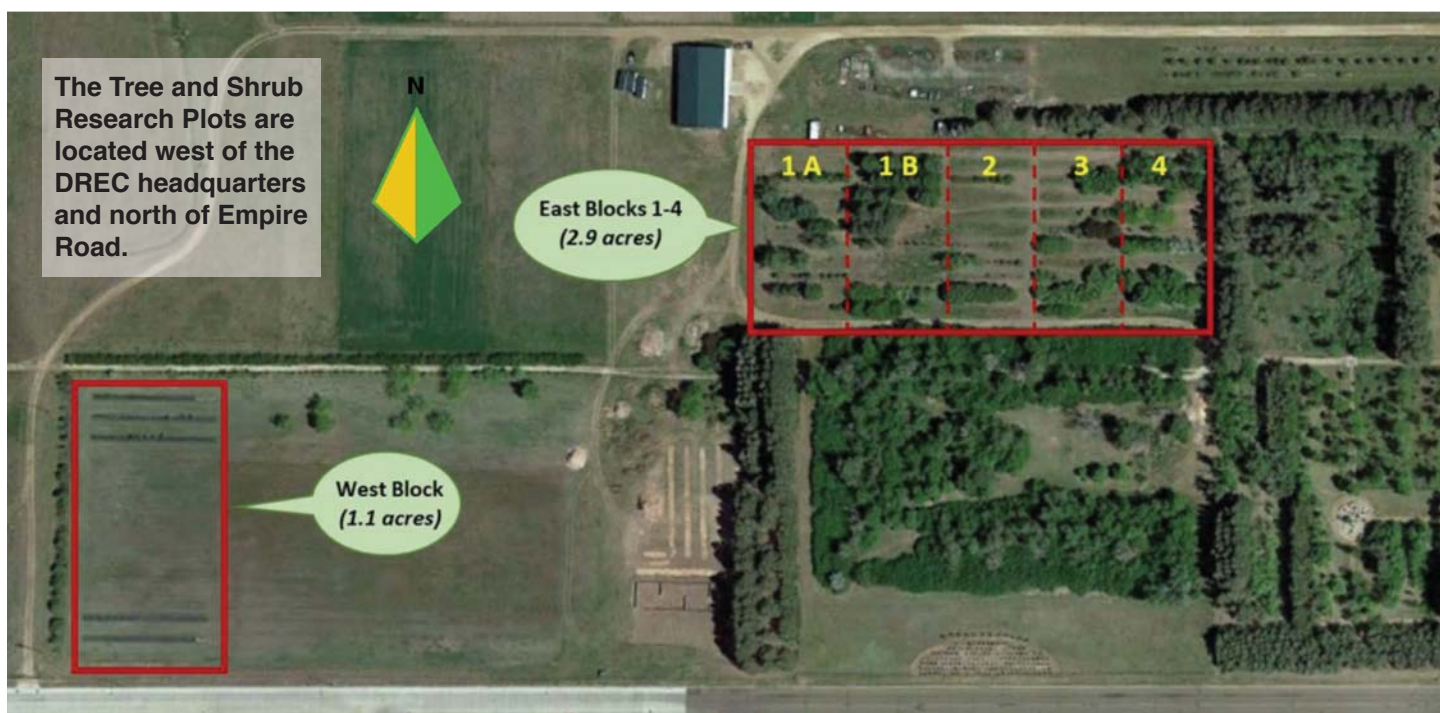 The Tree and Shrub
Research Plots are
located west of the
DREC headquarters
and north of Empire
Road.
N
East Blocks 1-4
(2.9 acres)
1 A
1 B
2
3
4
West Block
(1.1 acres)